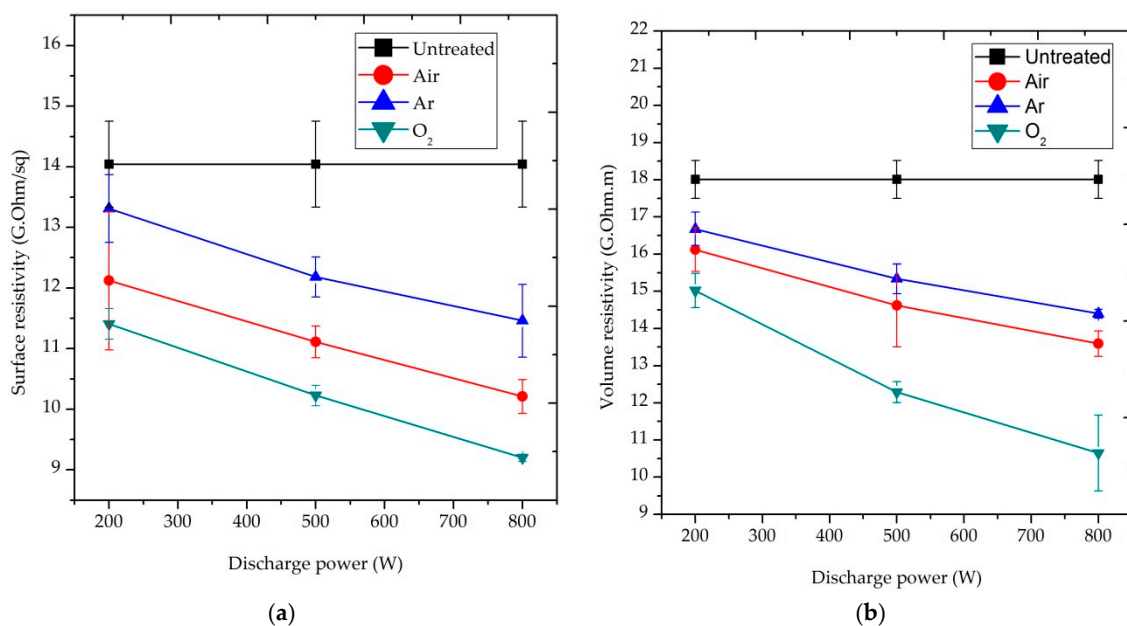 16
15
14
13
12
11
10
9
Surface resistivity (G.Ohm/sq)
Untreated
Air
Ar
O2
200 300 400 500 600 700 800
Discharge power (W)
(a)
22
21
20
19
18
17
16
15
14
13
12
11
10
9
Volume resistivity (G.Ohm.m)
Untreated
Air
Ar
O2
200 300 400 500 600 700 800
Discharge power (W)
(b)